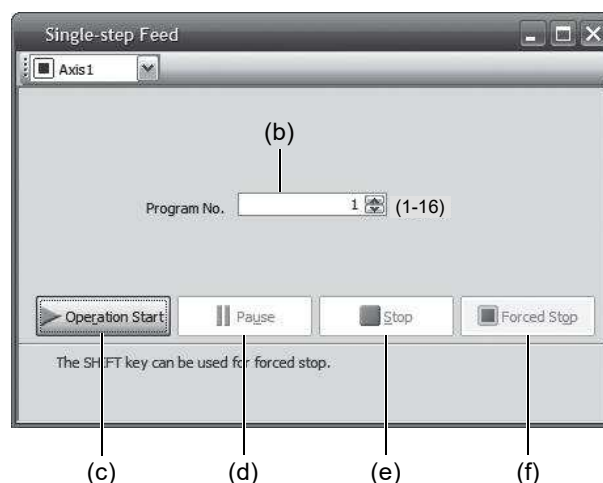 Single-step Feed
Axis1
(b)
Program No. 1 (1-16)
Operation Start Pause Stop Forced Stop
The SHIFT key can be used for forced stop.
(c) (d) (e) (f)